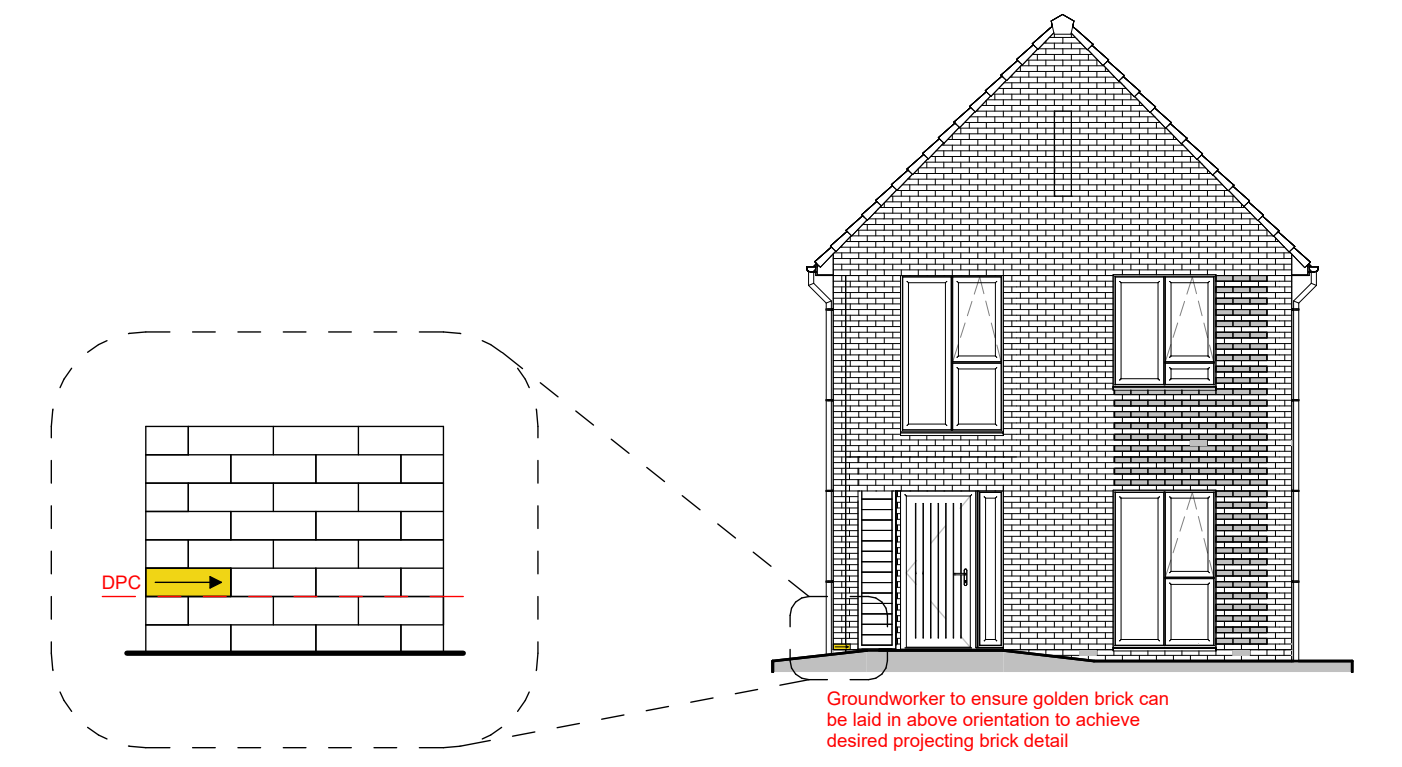 DPC
Groundworker to ensure golden brick can
be laid in above orientation to achieve
desired projecting brick detail